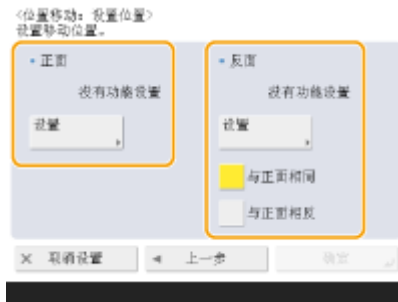 <位置移动: 设置位置>
设置移动位置。
• 正面
没有功能设置
设置
• 反面
没有功能设置
设置
与正面相同
与正面相反
× 取消设置
◀ 上一步
确定